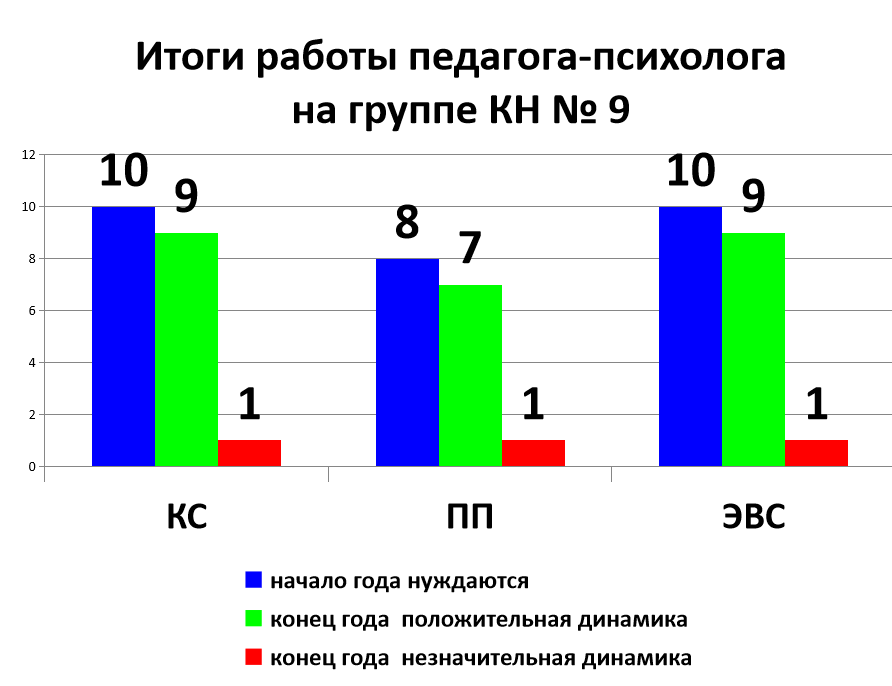 Итоги работы педагога-психолога
на группе КН № 9
12
10
8
6
4
2
0
10
9
1
8
7
1
10
9
1
КС
ПП
ЭВС
начало года нуждаются
конец года  положительная динамика
конец года  незначительная динамика